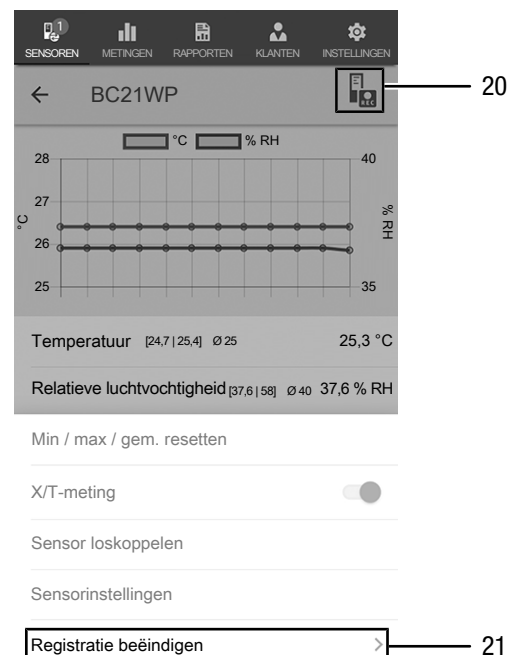 1
SENSOREN METINGEN RAPPORTEN KLANTEN INSTELLINGEN
BC21WP
REC
20
°C % RH
28 40
27
°C % RH
26
25 35
Temperatuur [24,7 | 25,4] Ø 25 25,3 °C
Relatieve luchtvochtigheid [37,6 | 58] Ø 40 37,6 % RH
Min / max / gem. resetten
X/T-meting
Sensor loskoppelen
Sensorinstellingen
Registratie beëindigen 21